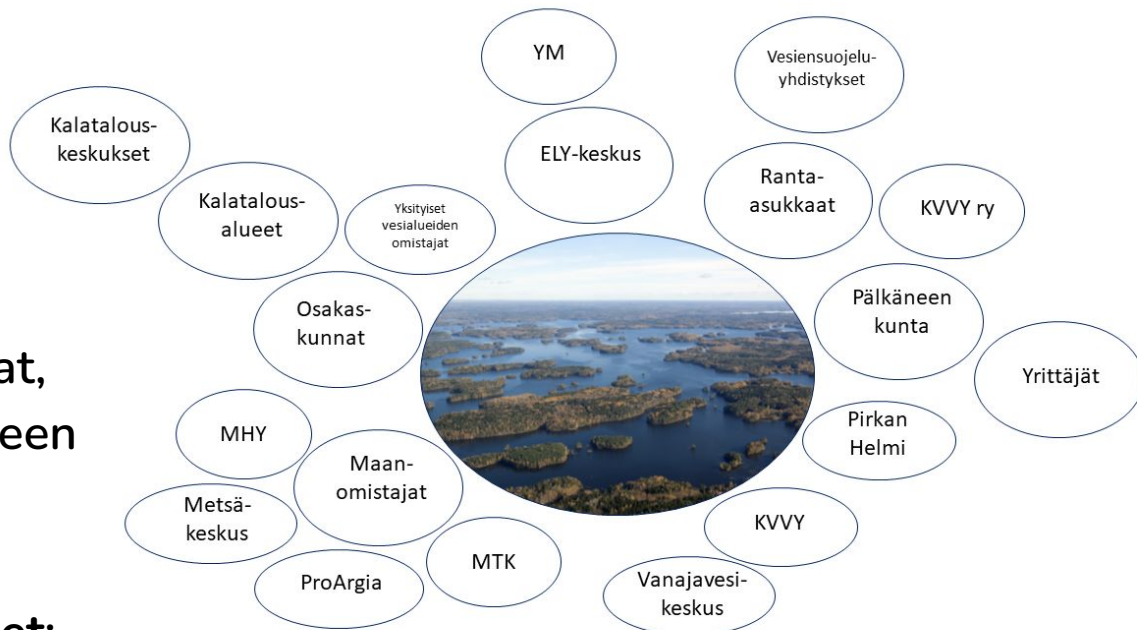 YM
Vesiensuojelu-
yhdistykset
Kalatalous-
keskukset
ELY-keskus
Kalatalous-
alueet
Ranta-
asukkaat
KVVY ry
Yksityiset
vesialueiden
omistajat
Osakas-
kunnat
Pälkäneen
kunta
Yrittäjät
MHY
Maan-
omistajat
Pirkan
Helmi
Metsä-
keskus
KVVY
MTK
ProArgia
Vanajavesi-
keskus
at,
een